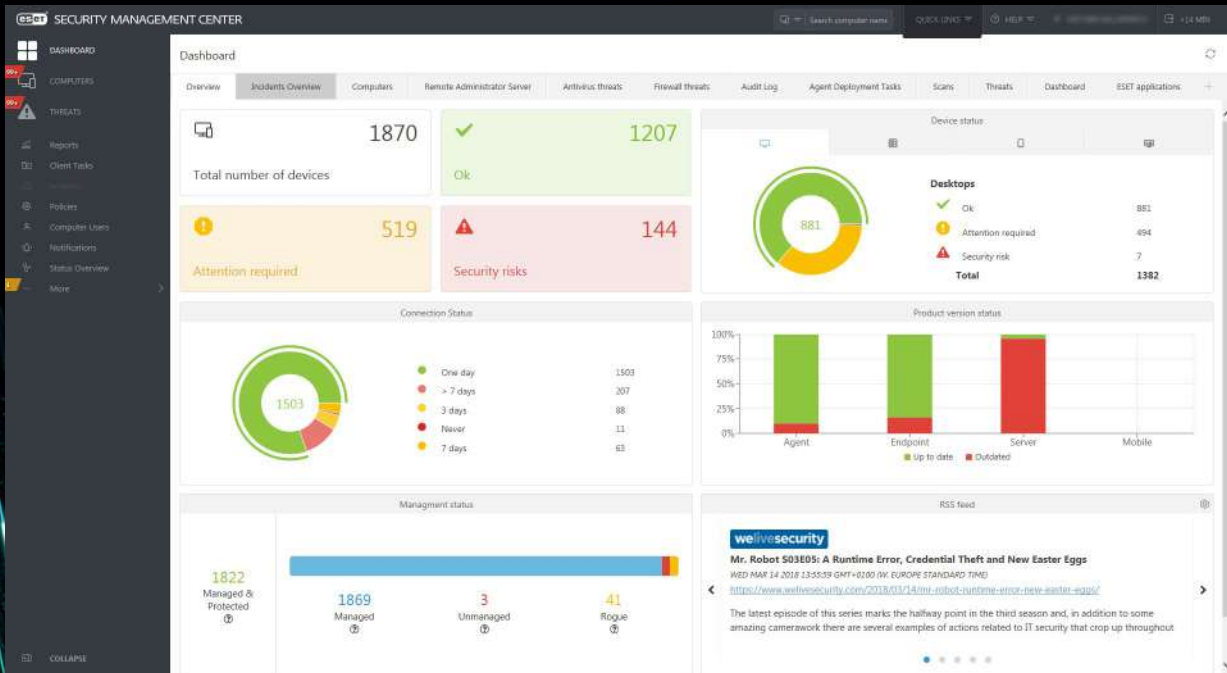 eset SECURITY MANAGEMENT CENTER
Search computer name
QUICK LINKS
HELP
>14 MIN
DASHBOARD
COMPUTERS
THREATS
Reports
Client Tasks
Policies
Computer Users
Notifications
Status Overview
More
COLLAPSE
99+
99+
Dashboard
Overview Incidents Overview Computers Remote Administrator Server Antivirus threats Firewall threats Audit Log Agent Deployment Tasks Scans Threats Dashboard ESET applications
1870
Total number of devices
1207
Ok
519
Attention required
144
Security risks
Device status
881
Desktops
Ok 881
Attention required 494
Security risk 7
Total 1382
Connection Status
1503
One day 1503
> 7 days 207
3 days 88
Never 11
7 days 63
Product version status
100%
75%
50%
25%
0%
Agent Endpoint Server Mobile
Up to date Outdated
Managment status
1822
Managed &
Protected
1869
Managed
3
Unmanaged
41
Rogue
RSS feed
welivesecurity
Mr. Robot S03E05: A Runtime Error, Credential Theft and New Easter Eggs
WED MAR 14 2018 13:55:59 GMT+0100 (W. EUROPE STANDARD TIME)
https://www.welivesecurity.com/2018/03/14/mr-robot-runtime-error-new-easter-eggs/
The latest episode of this series marks the halfway point in the third season and, in addition to some
amazing camerawork there are several examples of actions related to IT security that crop up throughout